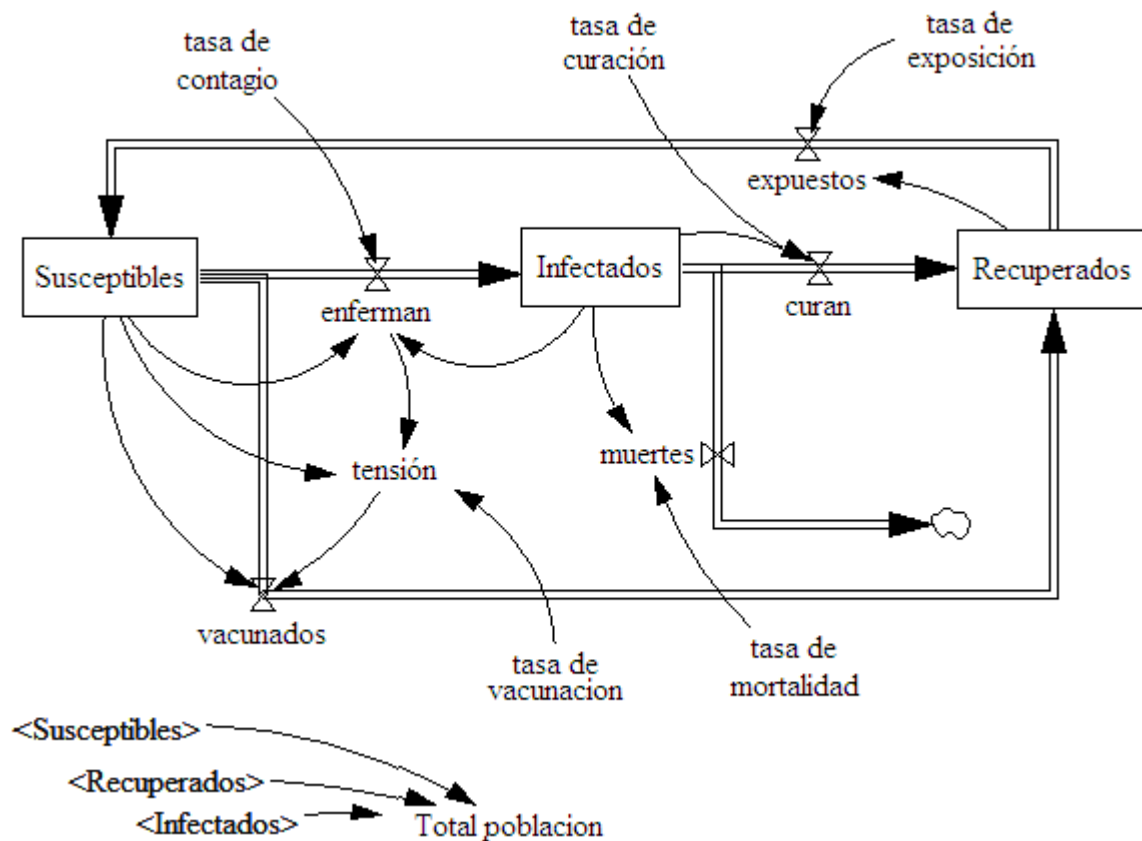 tasa de
contagio
tasa de
curación
tasa de
exposición
expuestos
Susceptibles
Infectados
Recuperados
enferman
curan
tensión
muertes
vacunados
tasa de
vacunacion
tasa de
mortalidad
<Susceptibles>
<Recuperados>
<Infectados>
Total poblacion